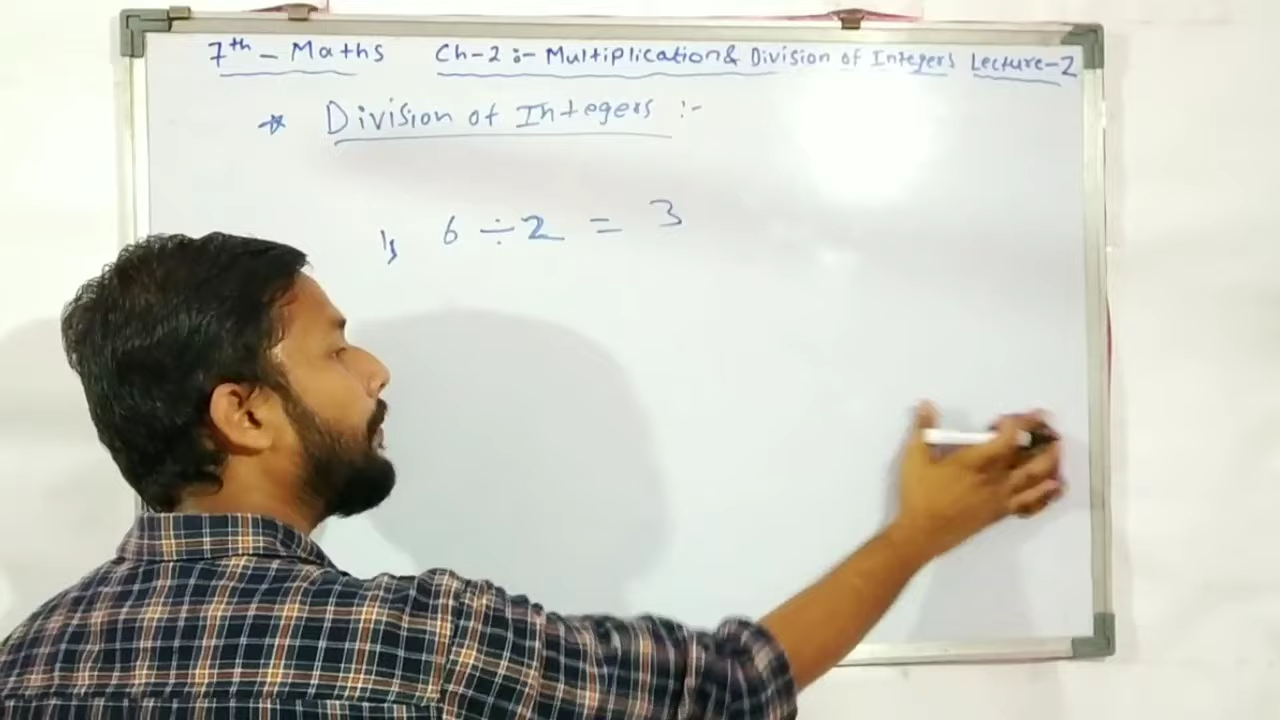 7th - Maths Ch-2 :- Multiplication & Division of Integers Lecture-2
* Division of Integers :-
1) 6 ÷ 2 = 3